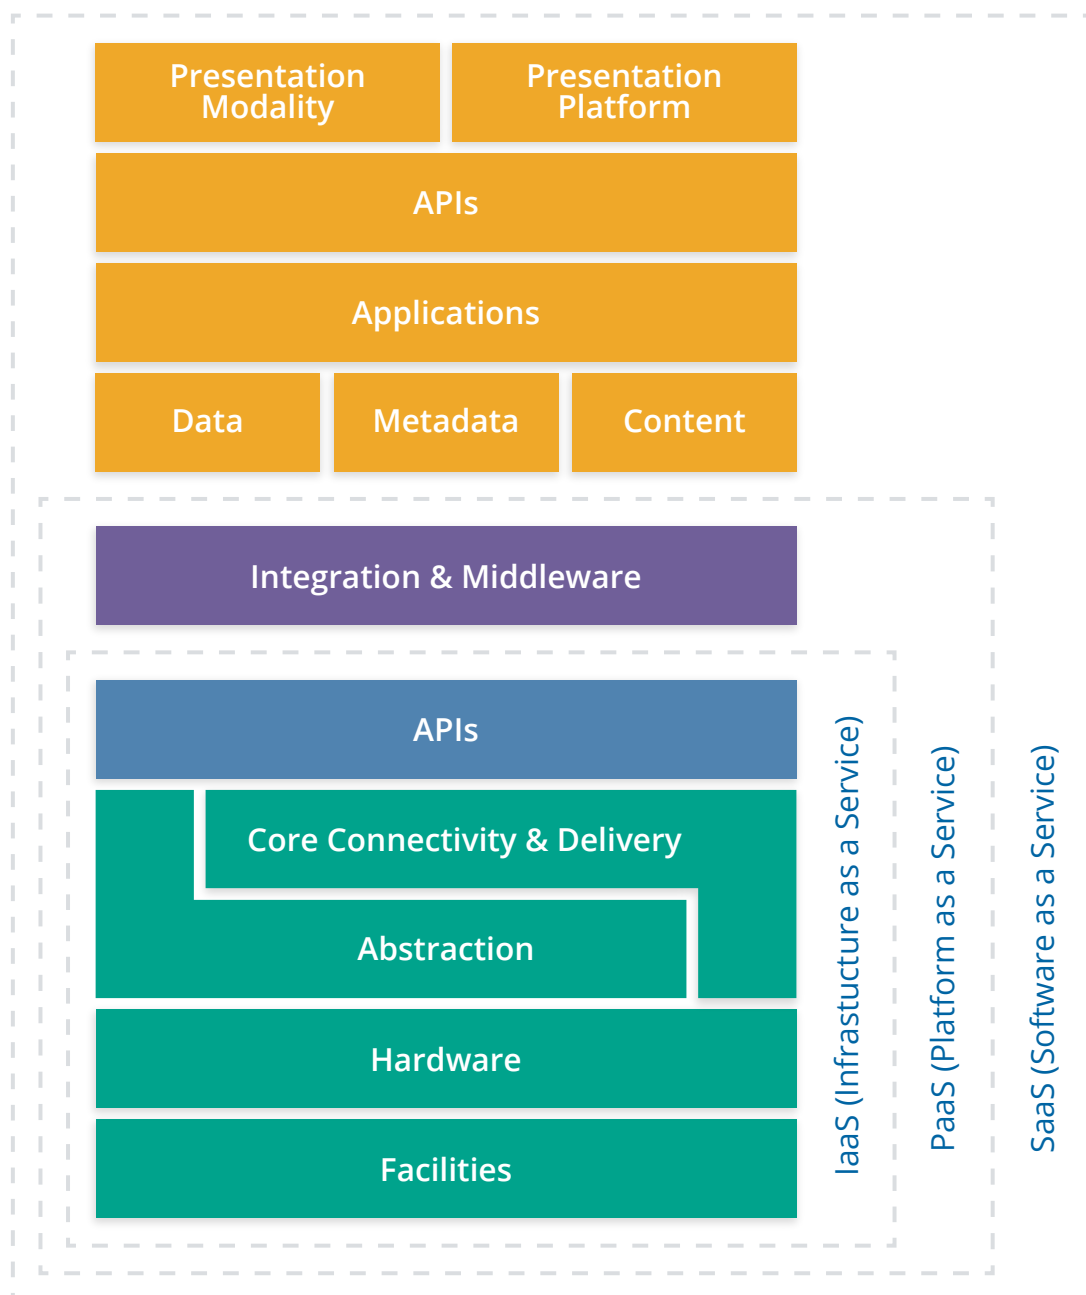 Presentation
Modality
Presentation
Platform
APIs
Applications
Data
Metadata
Content
Integration & Middleware
APIs
Core Connectivity & Delivery
Abstraction
Hardware
Facilities
IaaS (Infrastucture as a Service)
PaaS (Platform as a Service)
SaaS (Software as a Service)